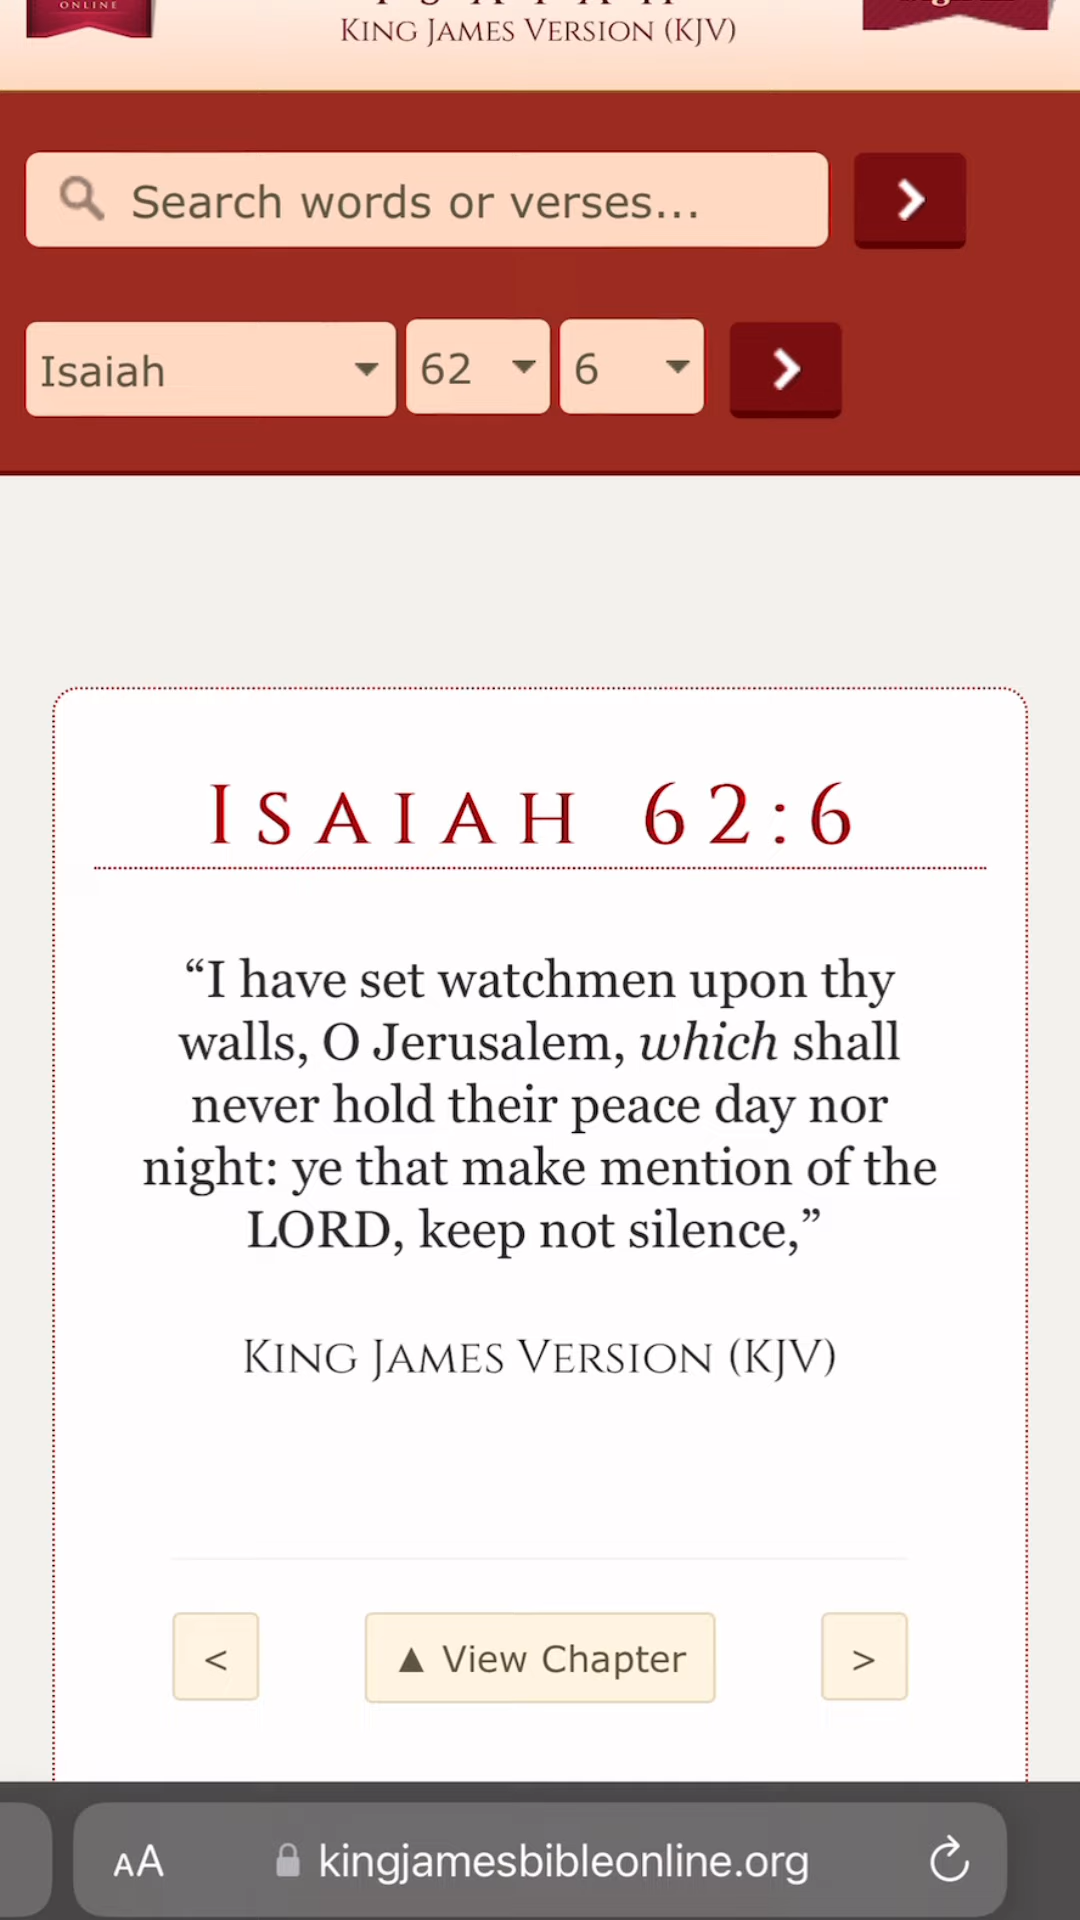 ONLINE
KING JAMES VERSION (KJV)
Search words or verses...
Isaiah 62 6
ISAIAH 62:6
“I have set watchmen upon thy
walls, O Jerusalem, which shall
never hold their peace day nor
night: ye that make mention of the
LORD, keep not silence,”
KING JAMES VERSION (KJV)
<
▲ View Chapter
>
AA
kingjamesbibleonline.org